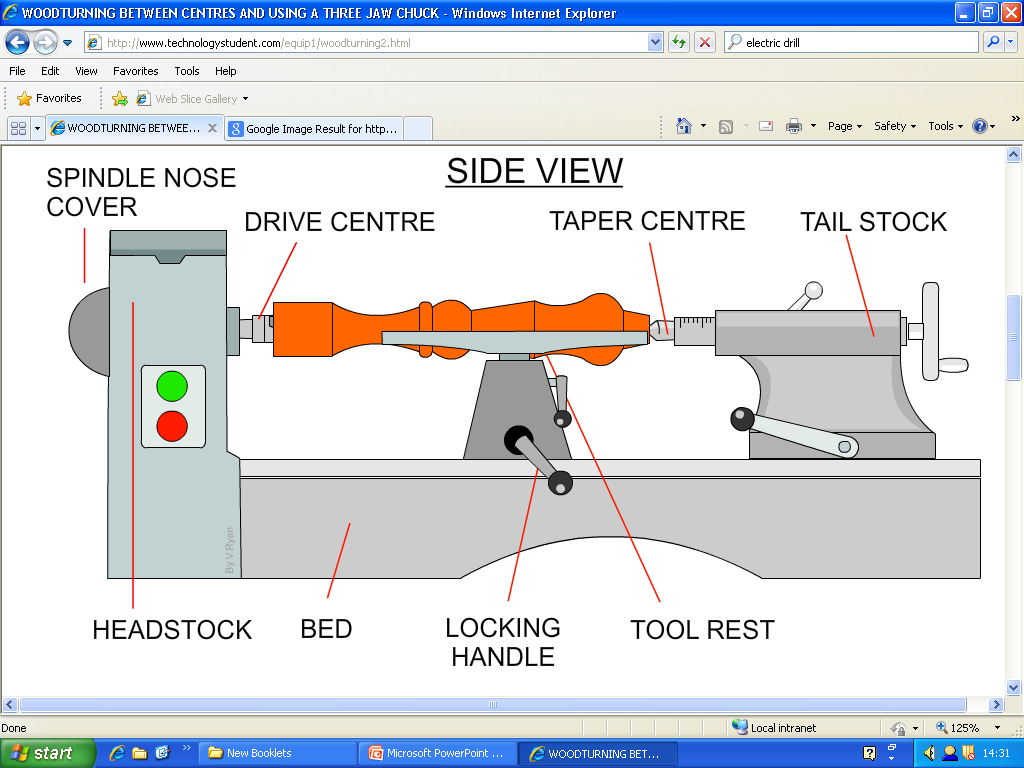 WOODTURNING BETWEEN CENTRES AND USING A THREE JAW CHUCK - Windows Internet Explorer
http://www.technologystudent.com/equip1/woodturning2.html
electric drill
File Edit View Favorites Tools Help
Favorites Web Slice Gallery
WOODTURNING BETWEE... Google Image Result for http... Page Safety Tools »
SIDE VIEW
SPINDLE NOSE
COVER
DRIVE CENTRE
TAPER CENTRE
TAIL STOCK
By V.Ryan
HEADSTOCK
BED
LOCKING
HANDLE
TOOL REST
Done Local intranet 125%
start » New Booklets Microsoft PowerPoint ... WOODTURNING BET... 14:31